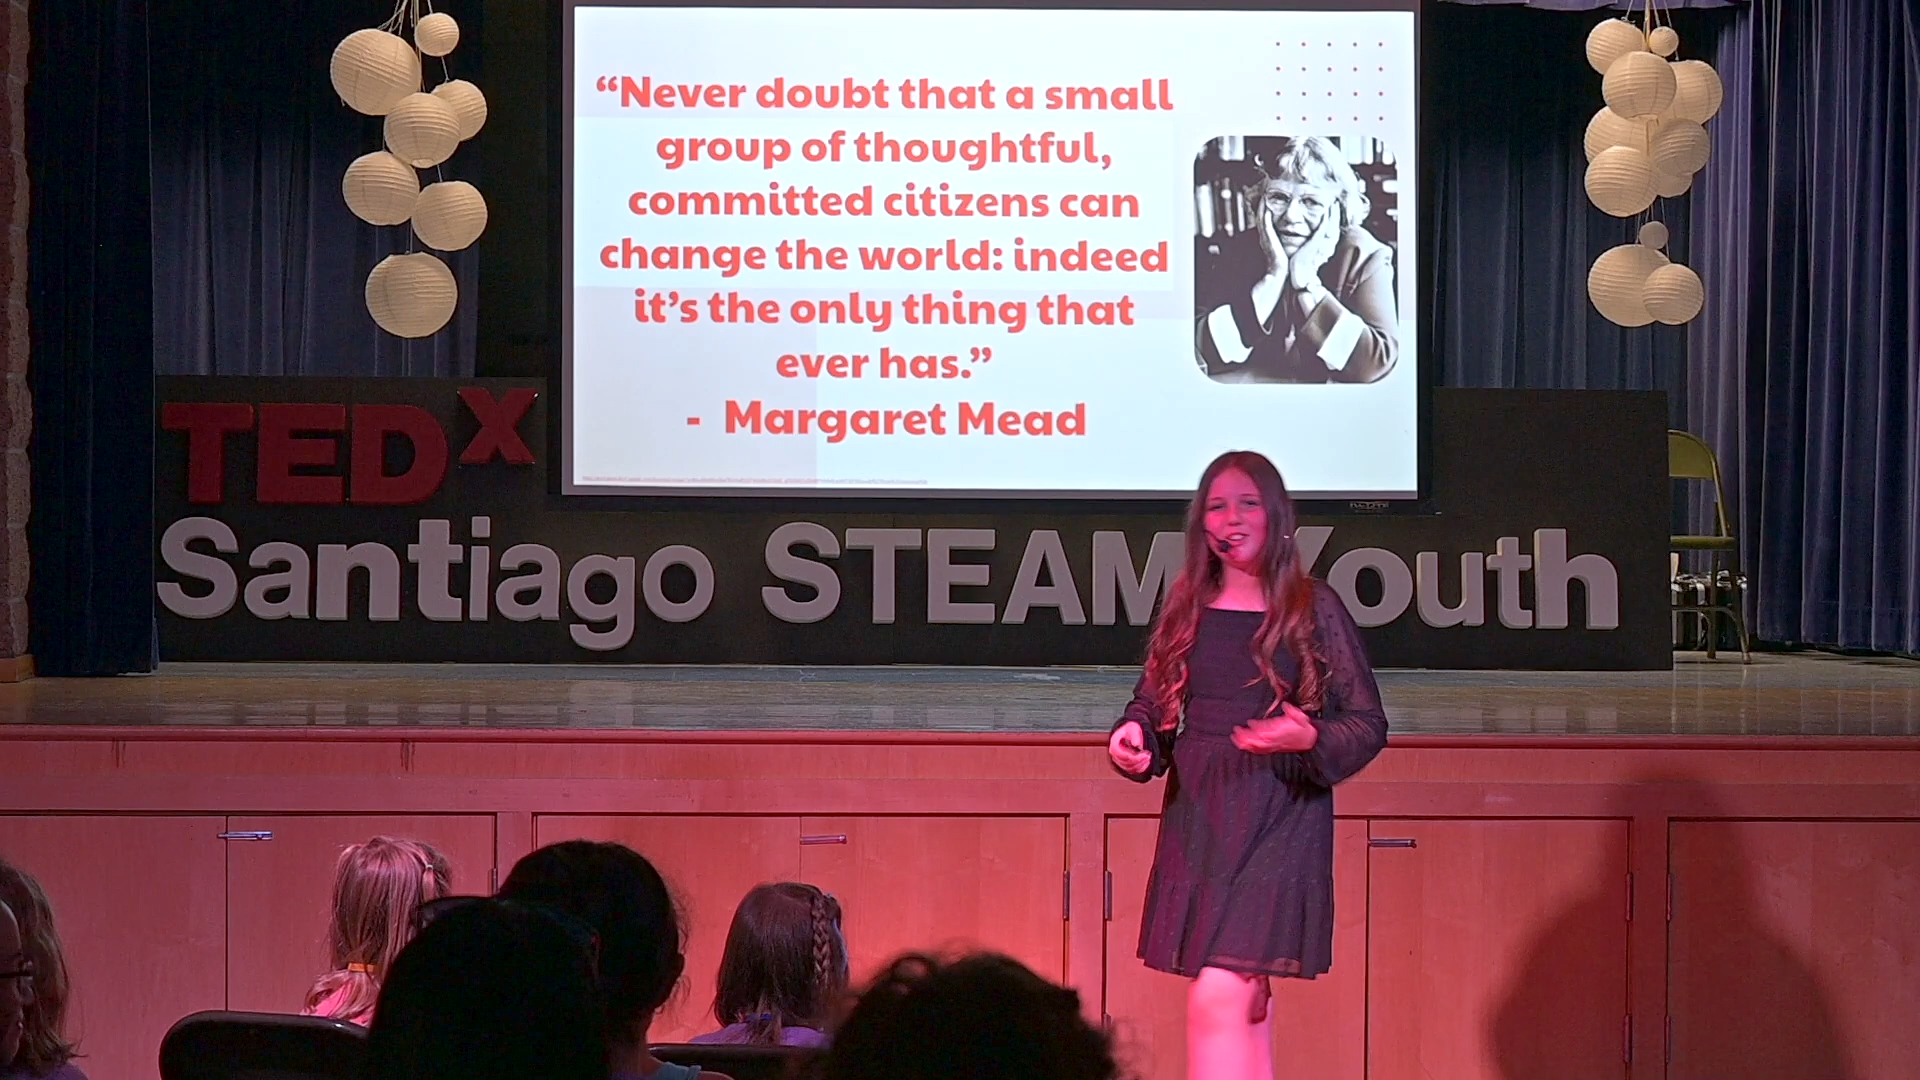 “Never doubt that a small
group of thoughtful,
committed citizens can
change the world: indeed
it’s the only thing that
ever has.”
- Margaret Mead
TEDx
Santiago STEAM Youth